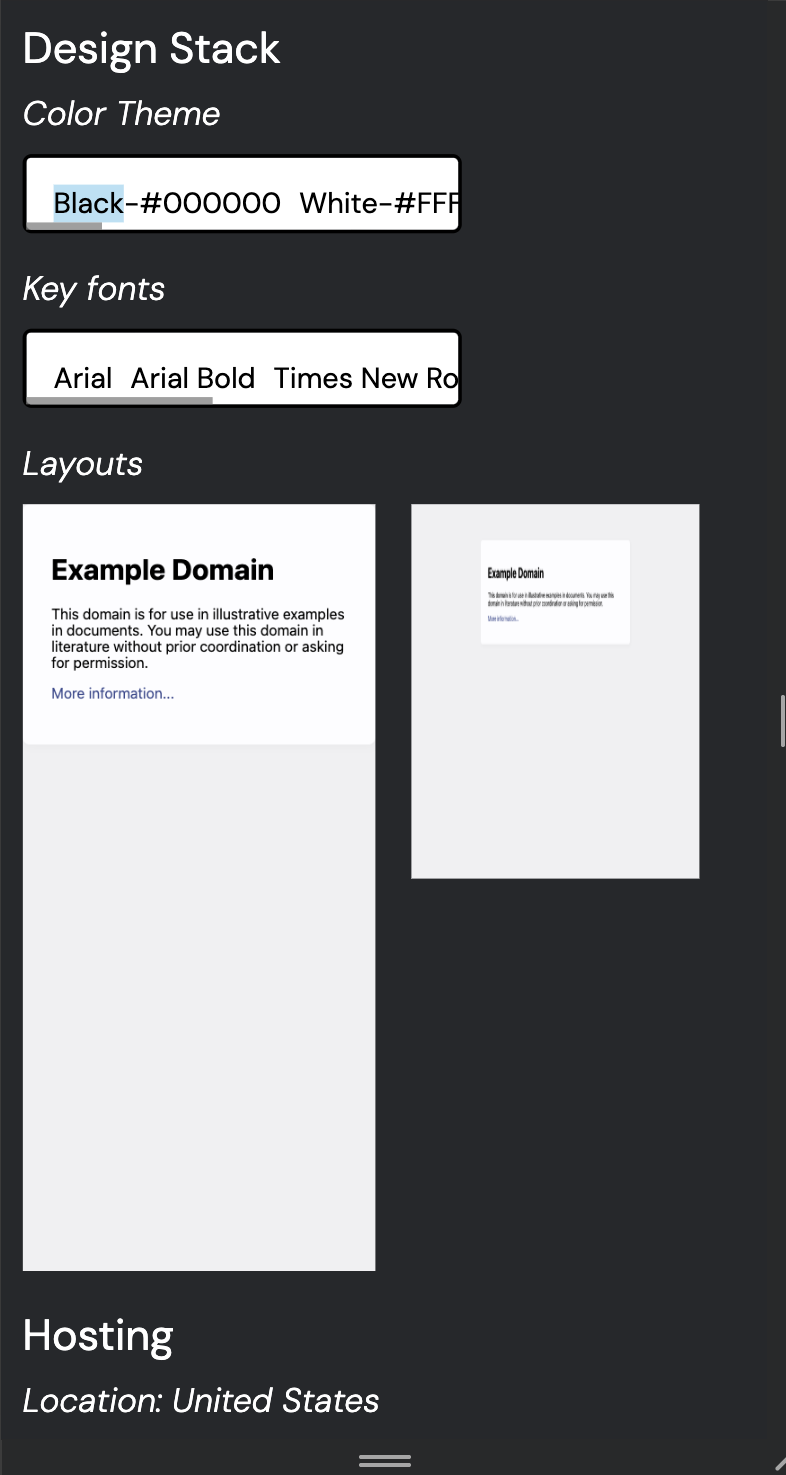 Design Stack
Color Theme
Black-#000000 White-#FFF
Key fonts
Arial Arial Bold Times New Ro
Layouts
Example Domain
This domain is for use in illustrative examples
in documents. You may use this domain in
literature without prior coordination or asking
for permission.
More information...
Example Domain
This domain is for use in illustrative examples in documents. You may use this
domain in literature without prior coordination or asking for permission.
More information...
Hosting
Location: United States